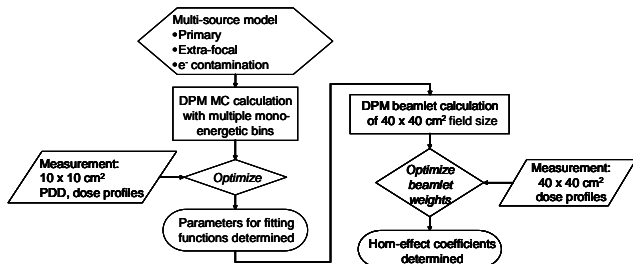 Multi-source model
•Primary
•Extra-focal
•e⁻ contamination
DPM MC calculation
with multiple mono-
energetic bins
Measurement:
10 x 10 cm²
PDD, dose profiles
Optimize
Parameters for fitting
functions determined
DPM beamlet calculation
of 40 x 40 cm² field size
Optimize
beamlet
weights
Measurement:
40 x 40 cm²
dose profiles
Horn-effect coefficients
determined